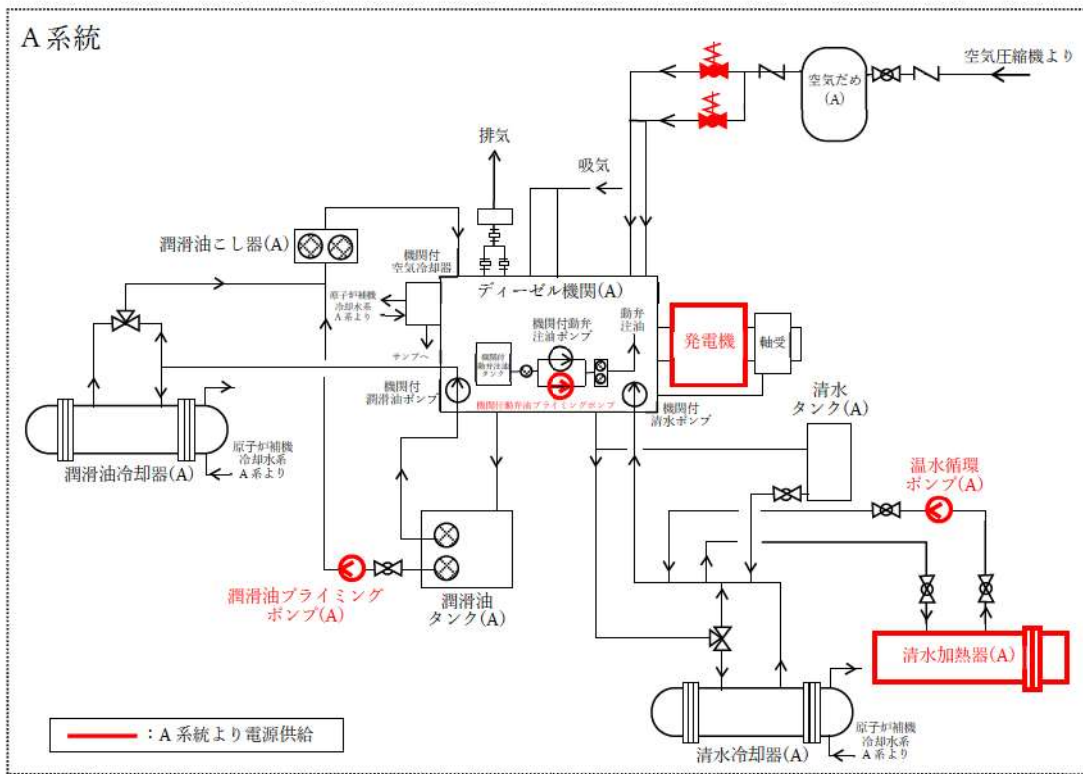 A系統
空気圧縮機より
空気だめ
(A)
排気
吸気
潤滑油こし器(A)
機関付
空気冷却器
原子炉補機
冷却水系
A系より
サンプへ
ディーゼル機関(A)
機関付動弁
注油ポンプ
動弁
注油
機関付
動弁注油
タンク
機関付動弁油プライミングポンプ
発電機
軸受
機関付
潤滑油ポンプ
機関付
清水ポンプ
清水
タンク(A)
原子炉補機
冷却水系
A系より
潤滑油冷却器(A)
温水循環
ポンプ(A)
潤滑油プライミング
ポンプ(A)
潤滑油
タンク(A)
清水加熱器(A)
清水冷却器(A)
原子炉補機
冷却水系
A系より
:A系統より電源供給